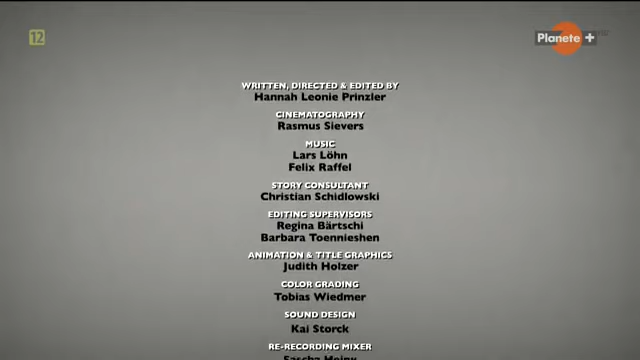 12
Planete +
WRITTEN, DIRECTED & EDITED BY
Hannah Leonie Prinzler
CINEMATOGRAPHY
Rasmus Sievers
MUSIC
Lars Löhn
Felix Raffel
STORY CONSULTANT
Christian Schidlowski
EDITING SUPERVISORS
Regina Bärtschi
Barbara Toennieshen
ANIMATION & TITLE GRAPHICS
Judith Holzer
COLOR GRADING
Tobias Wiedmer
SOUND DESIGN
Kai Storck
RE-RECORDING MIXER
Sascha